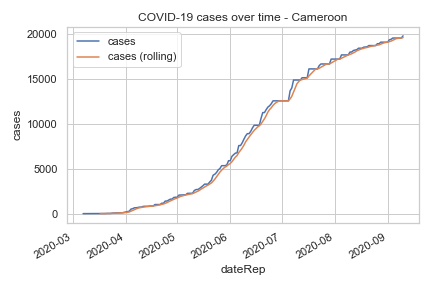 COVID-19 cases over time - Cameroon
cases
cases (rolling)
20000
15000
10000
5000
0
cases
2020-03
2020-04
2020-05
2020-06
2020-07
2020-08
2020-09
dateRep